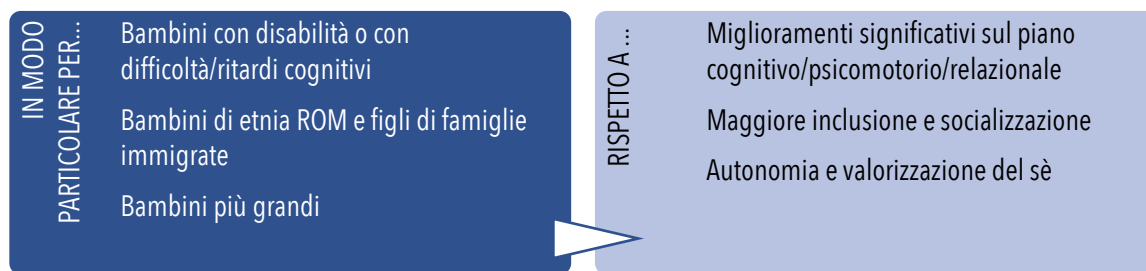 IN MODO
PARTICOLARE PER...
Bambini con disabilità o con
difficoltà/ritardi cognitivi
Bambini di etnia ROM e figli di famiglie
immigrate
Bambini più grandi
RISPETTO A ...
Miglioramenti significativi sul piano
cognitivo/psicomotorio/relazionale
Maggiore inclusione e socializzazione
Autonomia e valorizzazione del sè